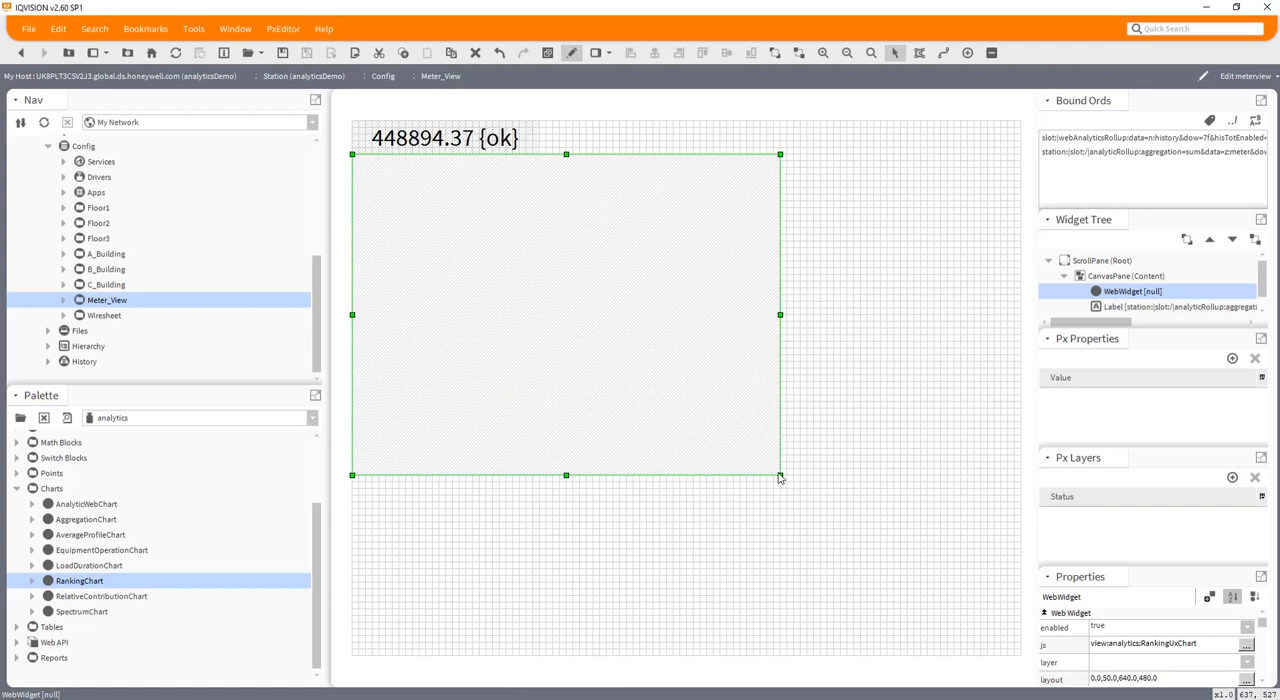 IQVISION v2.60 SP1
File Edit Search Bookmarks Tools Window PxEditor Help
Quick Search
My Host : UK8PLT3CSV2J3.global.ds.honeywell.com (analyticsDemo) Station (analyticsDemo) Config Meter_View
Edit meterview
Nav
My Network
Config
Services
Drivers
Apps
Floor1
Floor2
Floor3
A_Building
B_Building
C_Building
Meter_View
Wiresheet
Files
Hierarchy
History
Palette
analytics
Math Blocks
Switch Blocks
Points
Charts
AnalyticWebChart
AggregationChart
AverageProfileChart
EquipmentOperationChart
LoadDurationChart
RankingChart
RelativeContributionChart
SpectrumChart
Tables
Web API
Reports
448894.37 {ok}
Bound Ords
slot:|webAnalyticsRollup:data=n:history&dow=7f&hisTotEnabled=
station:|slot:/|analyticRollup:aggregation=sum&data=z:meter&dow
Widget Tree
ScrollPane (Root)
CanvasPane (Content)
WebWidget [null]
Label [station:|slot:/|analyticRollup:aggregati
Px Properties
Value
Px Layers
Status
Properties
WebWidget
Web Widget
enabled true
js view:analytics:RankingUxChart
layer
layout 0.0,50.0,640.0,480.0
WebWidget [null]
x1.0 637, 527